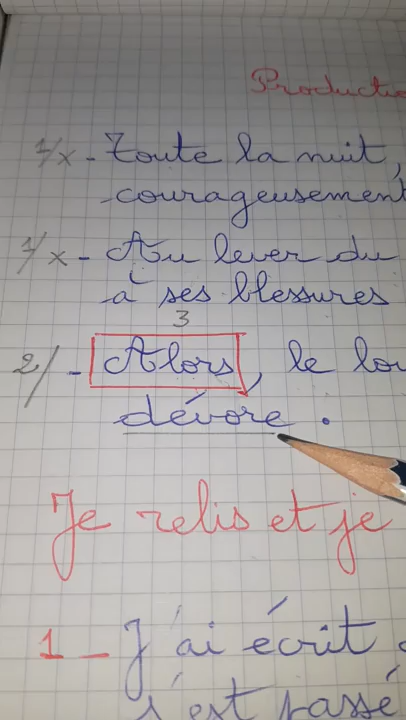 Productio
1/x - Toute la nuit,
courageusement
1/x - Au lever du
à ses blessures
3
2/ - Alors, le lou
dévore.
Je relis et je
1 - J'ai écrit
s'est passé